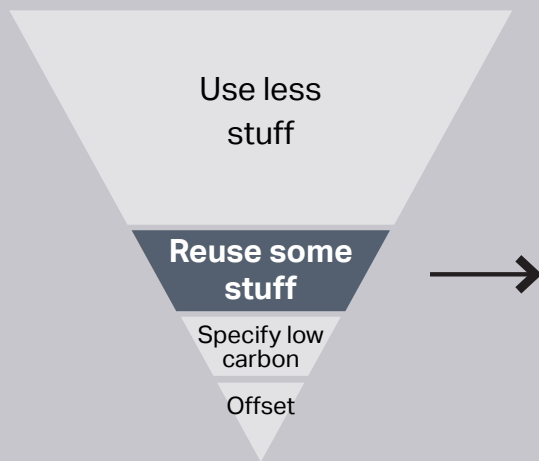 Use less
stuff
Reuse some
stuff
Specify low
carbon
Offset